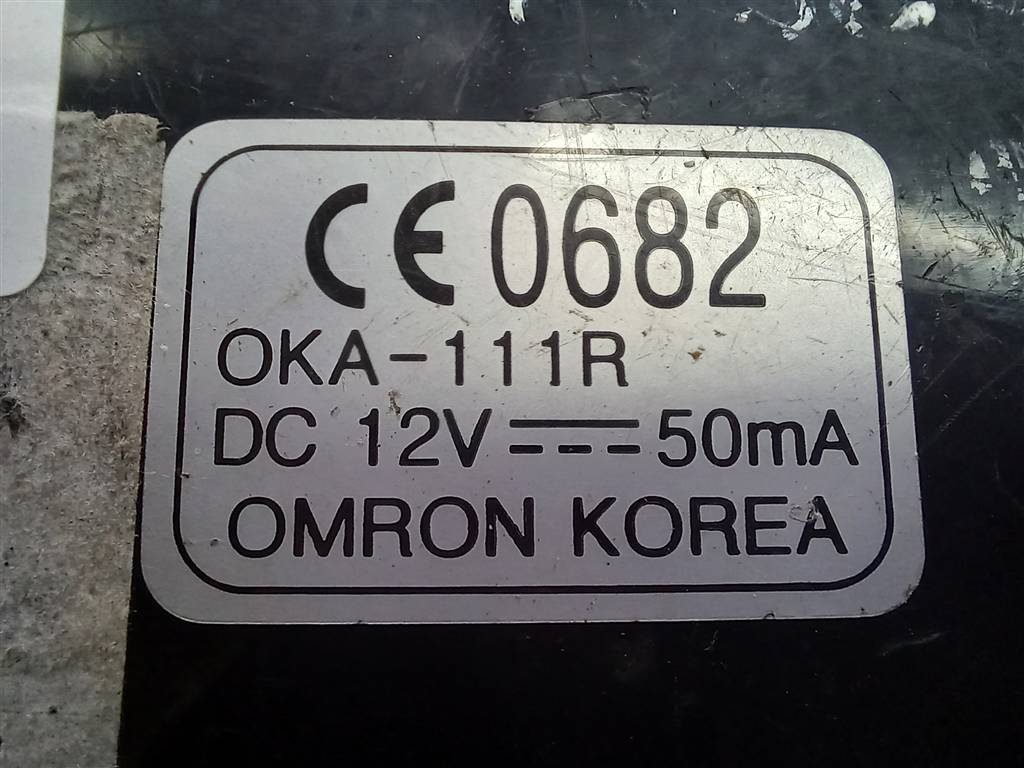 CE 0682
OKA-111R
DC 12V ⎓ 50mA
OMRON KOREA